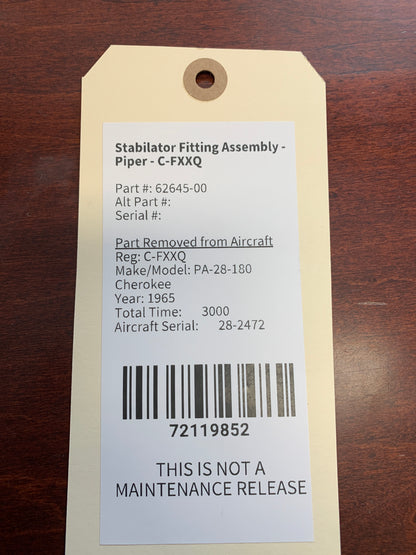 Stabilator Fitting Assembly -
Piper - C-FXXQ
Part #: 62645-00
Alt Part #:
Serial #:
Part Removed from Aircraft
Reg: C-FXXQ
Make/Model: PA-28-180
Cherokee
Year: 1965
Total Time: 3000
Aircraft Serial: 28-2472
72119852
THIS IS NOT A
MAINTENANCE RELEASE